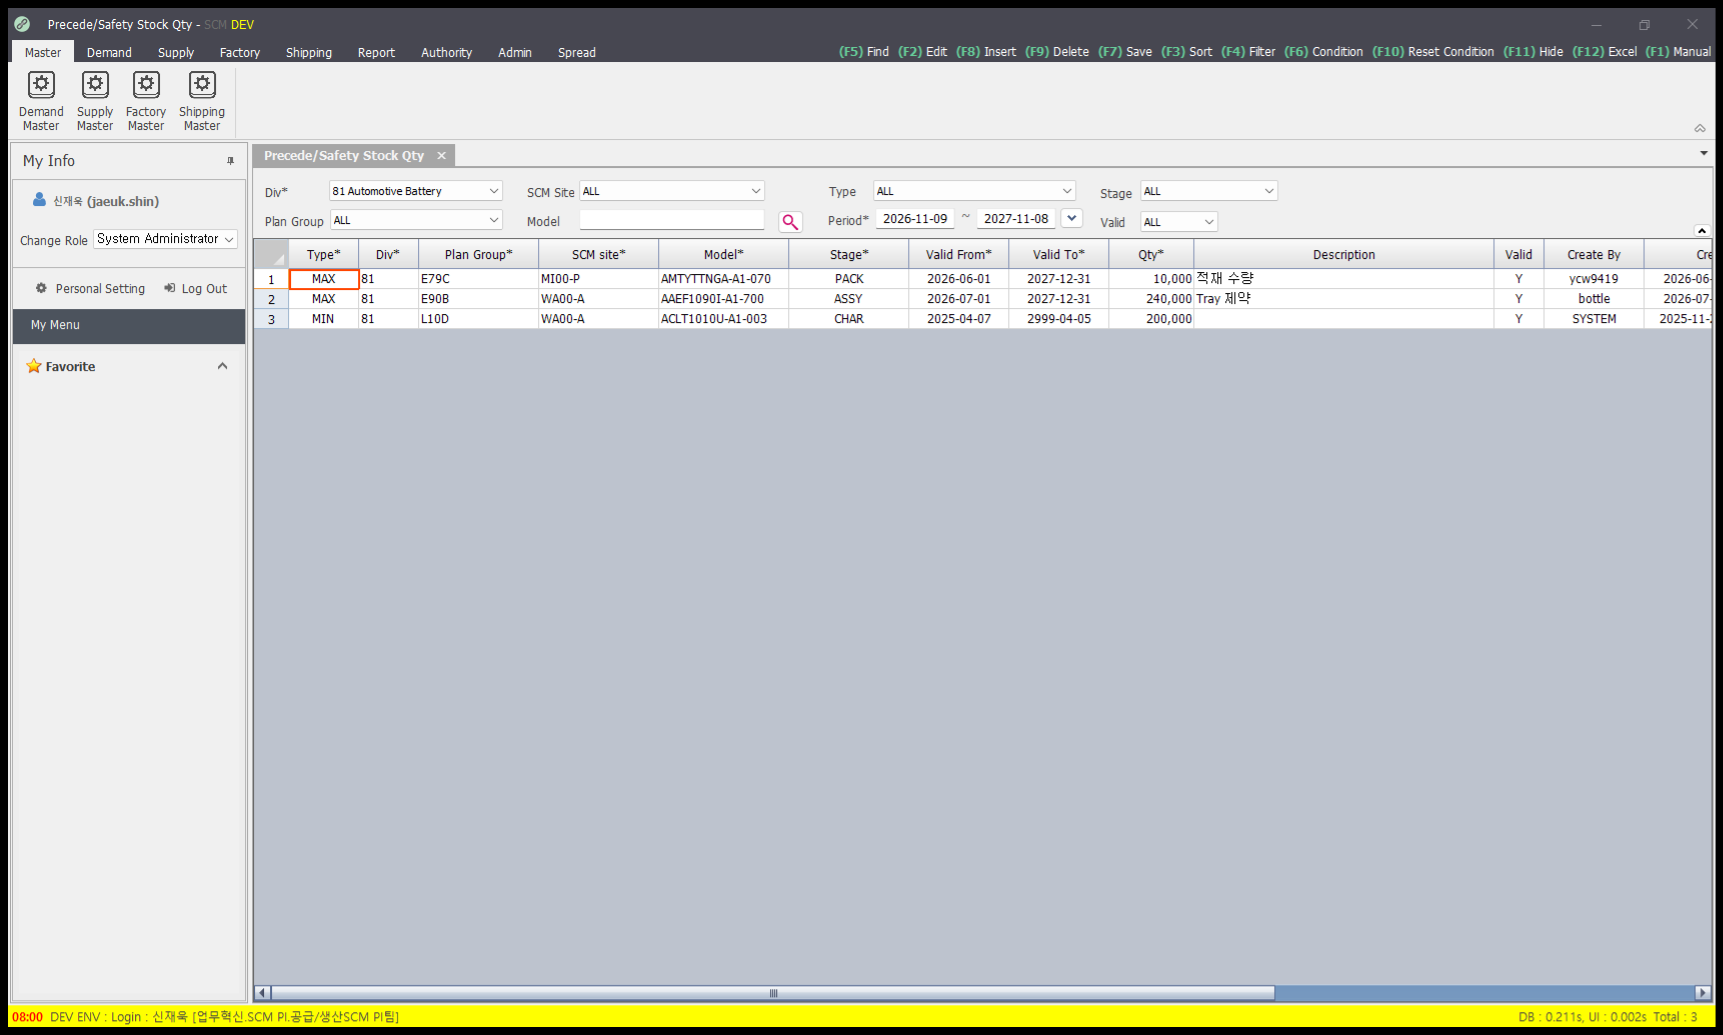 Precede/Safety Stock Qty - SCM DEV
Master Demand Supply Factory Shipping Report Authority Admin Spread (F5) Find (F2) Edit (F8) Insert (F9) Delete (F7) Save (F3) Sort (F4) Filter (F6) Condition (F10) Reset Condition (F11) Hide (F12) Excel (F1) Manual
Demand Master Supply Master Factory Master Shipping Master
My Info
신재욱 (jaeuk.shin)
Change Role System Administrator
Personal Setting Log Out
My Menu
Favorite
Precede/Safety Stock Qty
Div* 81 Automotive Battery SCM Site ALL Type ALL Stage ALL
Plan Group ALL Model Period* 2026-11-09 ~ 2027-11-08 Valid ALL
Type* Div* Plan Group* SCM site* Model* Stage* Valid From* Valid To* Qty* Description Valid Create By Cre
1 MAX 81 E79C MI00-P AMTYTTNGA-A1-070 PACK 2026-06-01 2027-12-31 10,000 적재 수량 Y ycw9419 2026-06-
2 MAX 81 E90B WA00-A AAEF1090I-A1-700 ASSY 2026-07-01 2027-12-31 240,000 Tray 제약 Y bottle 2026-07-
3 MIN 81 L10D WA00-A ACLT1010U-A1-003 CHAR 2025-04-07 2999-04-05 200,000 Y SYSTEM 2025-11-
08:00 DEV ENV : Login : 신재욱 [업무혁신.SCM PI.공급/생산SCM PI팀] DB : 0.211s, UI : 0.002s Total : 3